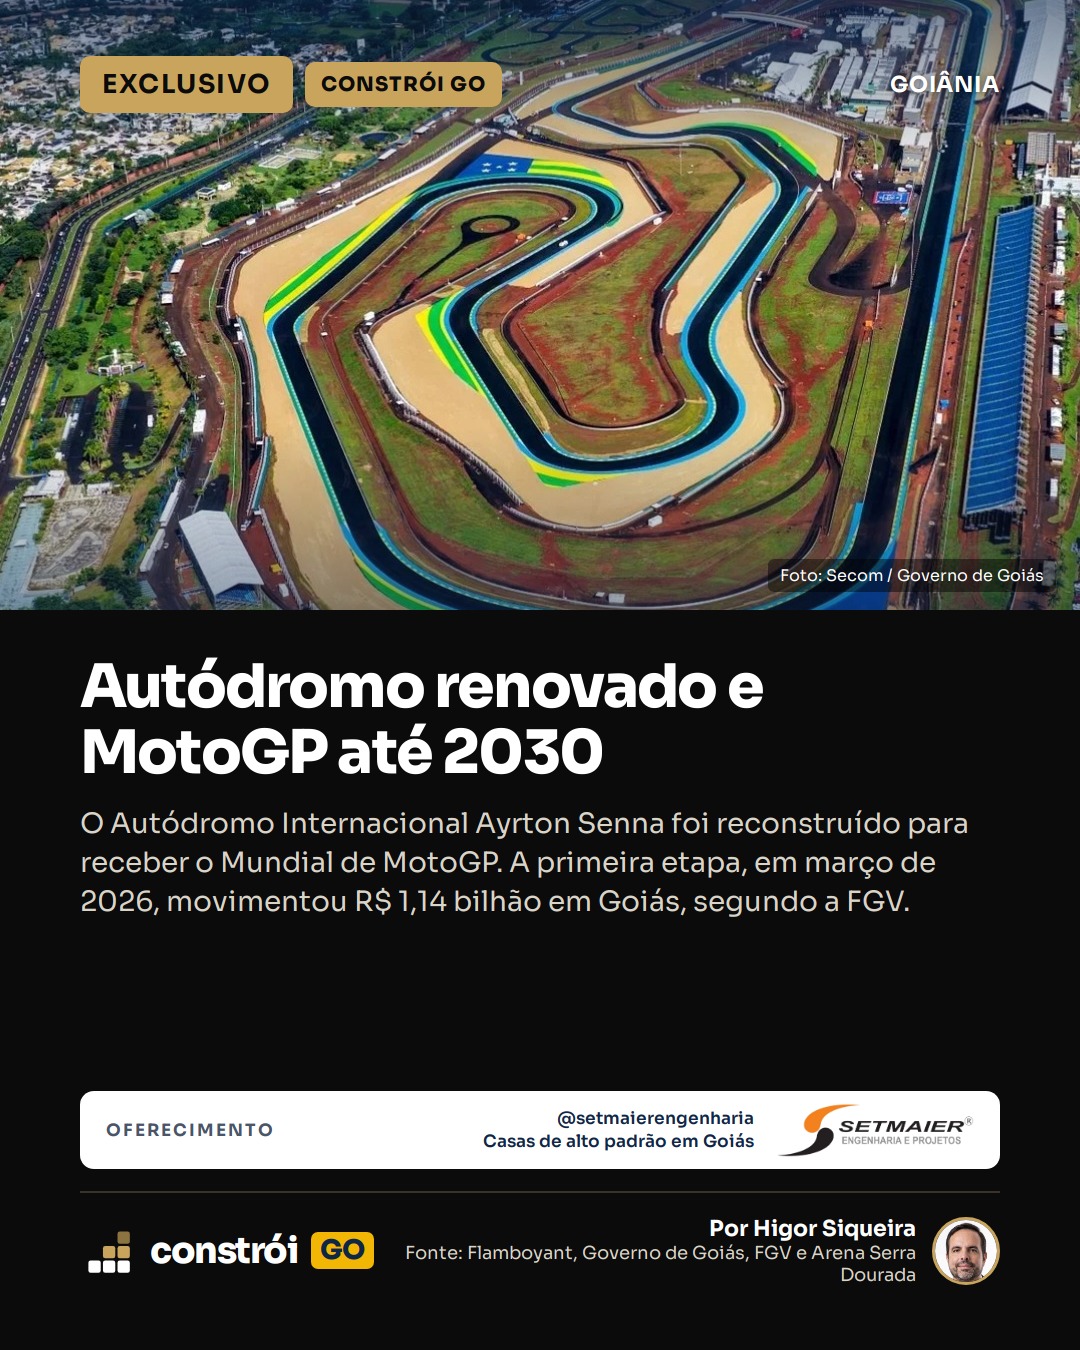 EXCLUSIVO
CONSTRÓI GO
GOIÂNIA
Foto: Secom / Governo de Goiás
Autódromo renovado e
MotoGP até 2030
O Autódromo Internacional Ayrton Senna foi reconstruído para
receber o Mundial de MotoGP. A primeira etapa, em março de
2026, movimentou R$ 1,14 bilhão em Goiás, segundo a FGV.
OFERECIMENTO
@setmaierengenharia
Casas de alto padrão em Goiás
SETMAIER®
ENGENHARIA E PROJETOS
constrói GO
Por Higor Siqueira
Fonte: Flamboyant, Governo de Goiás, FGV e Arena Serra
Dourada